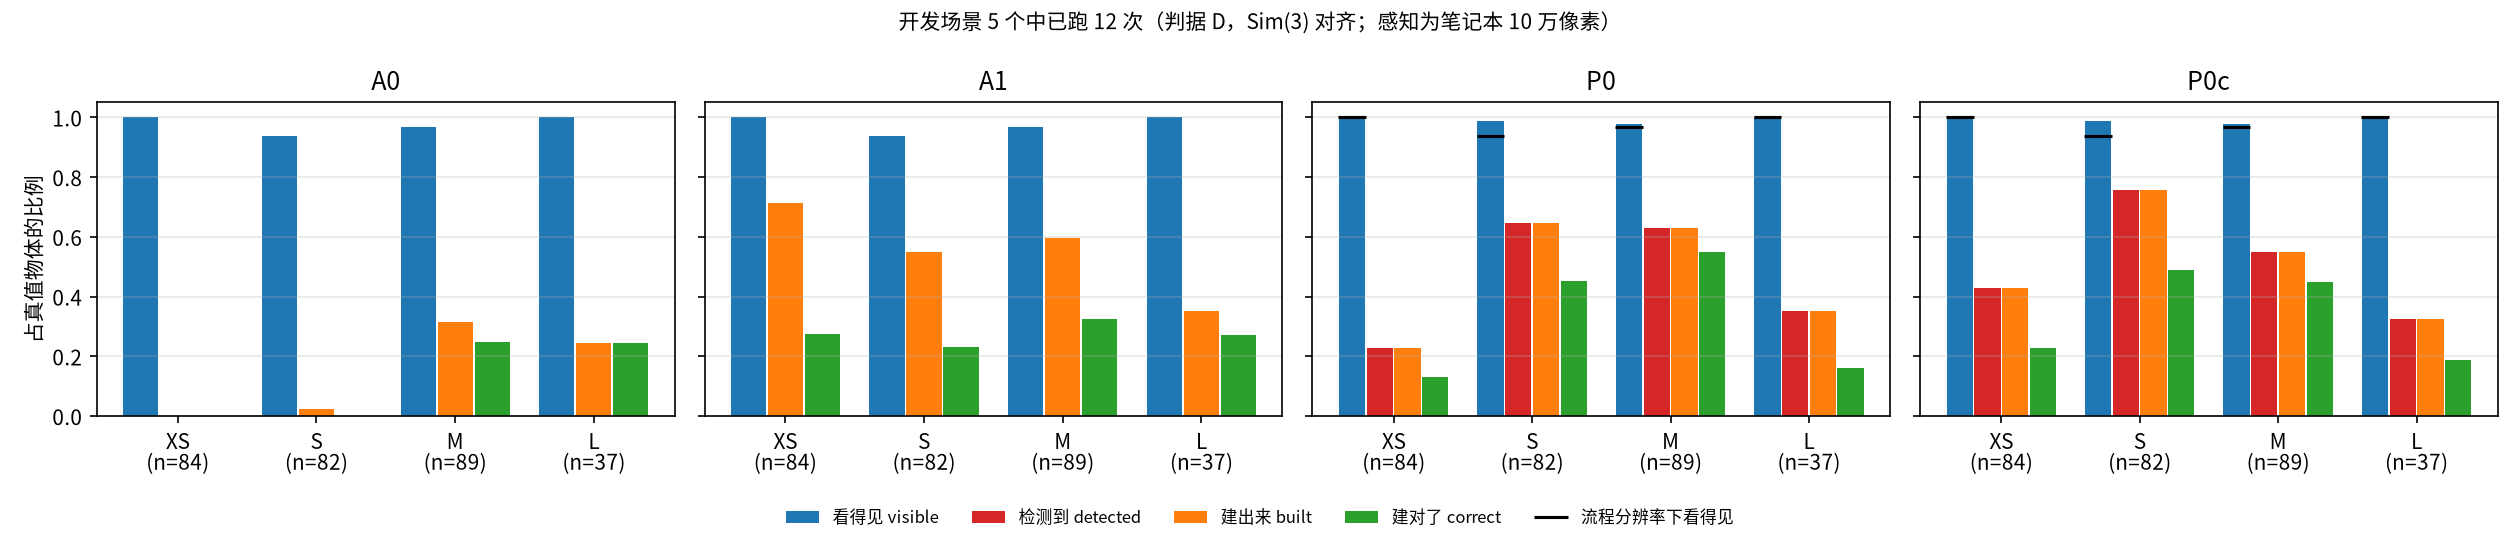 开发场景 5 个中已跑 12 次（判据 D，Sim(3) 对齐；感知为笔记本 10 万像素）
A0
A1
P0
P0c
占真值物体的比例
1.0
0.8
0.6
0.4
0.2
0.0
XS
(n=84)
S
(n=82)
M
(n=89)
L
(n=37)
XS
(n=84)
S
(n=82)
M
(n=89)
L
(n=37)
XS
(n=84)
S
(n=82)
M
(n=89)
L
(n=37)
XS
(n=84)
S
(n=82)
M
(n=89)
L
(n=37)
看得见 visible
检测到 detected
建出来 built
建对了 correct
流程分辨率下看得见